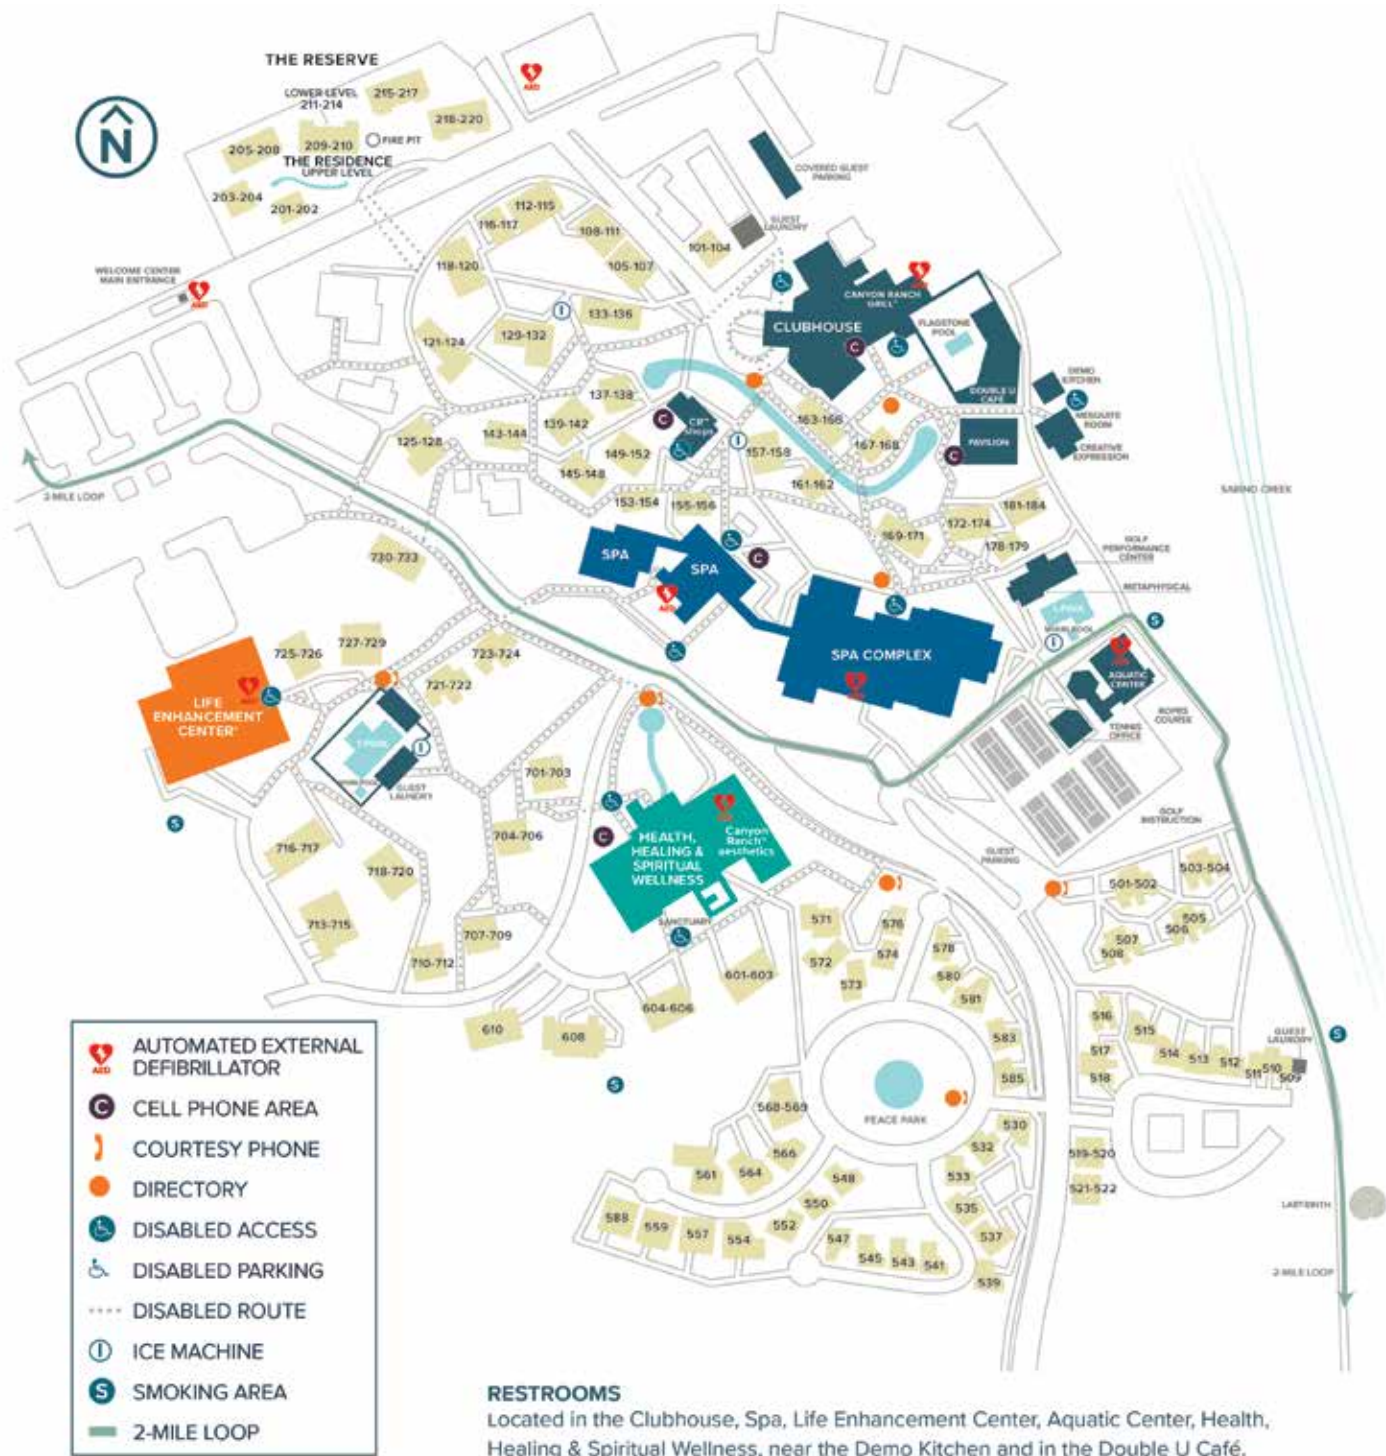 THE RESERVE
LOWER LEVEL
211-214
215-217
218-220
AED
N
205-208
209-210
FIRE PIT
THE RESIDENCE
UPPER LEVEL
203-204
201-202
COVERED GUEST
PARKING
GUEST
LAUNDRY
112-115
116-117
108-111
105-107
101-104
118-120
WELCOME CENTER
MAIN ENTRANCE
AED
CANYON RANCH
GRILL
CLUBHOUSE
FLAGSTONE
POOL
DOUBLE U
CAFE
DEMO
KITCHEN
MESQUITE
ROOM
CREATIVE
EXPRESSION
PAVILION
C
C
I
133-136
129-132
121-124
137-138
139-142
143-144
125-128
C
CR
Shops
I
149-152
145-148
157-158
163-166
167-168
161-162
153-154
155-156
2-MILE LOOP
SABINO CREEK
181-184
172-174
169-171
178-179
GOLF
PERFORMANCE
CENTER
METAPHYSICAL
SPA
SPA
C
AED
730-733
SPA COMPLEX
I
S
AQUATIC
CENTER
ROPES
COURSE
TENNIS
OFFICE
727-729
725-726
723-724
721-722
LIFE
ENHANCEMENT
CENTER
I
GUEST
LAUNDRY
S
701-703
704-706
GOLF
INSTRUCTION
GUEST
PARKING
716-717
718-720
713-715
707-709
710-712
C
HEALTH,
HEALING &
SPIRITUAL
WELLNESS
Canyon
Ranch
aesthetics
SANCTUARY
503-504
501-502
505
506
507
508
571
576
572
574
573
578
580
581
583
585
601-603
604-606
610
608
516
515
517
518
514
513
512
511
510
509
GUEST
LAUNDRY
S
S
PEACE PARK
568-569
566
564
561
530
532
533
535
537
539
519-520
521-522
548
550
552
588
559
557
554
547
545
543
541
LABYRINTH
2-MILE LOOP
AED
AUTOMATED EXTERNAL
DEFIBRILLATOR
C CELL PHONE AREA
COURTESY PHONE
DIRECTORY
DISABLED ACCESS
DISABLED PARKING
DISABLED ROUTE
I ICE MACHINE
S SMOKING AREA
2-MILE LOOP
RESTROOMS
Located in the Clubhouse, Spa, Life Enhancement Center, Aquatic Center, Health,
Healing & Spiritual Wellness, near the Demo Kitchen and in the Double U Café.